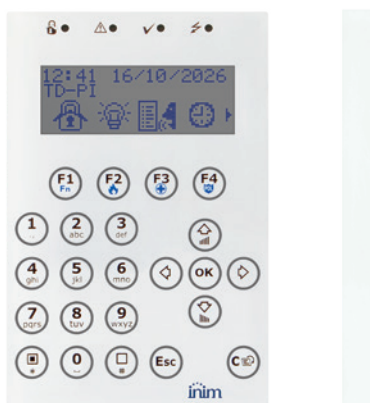 12:41 16/10/2026
TD-PI
F1 F2 F3 F4
Fn
1 2 3
abc def
4 5 6 OK
ghi jkl mno
7 8 9
pqrs tuv wxyz
0 Esc C
inim